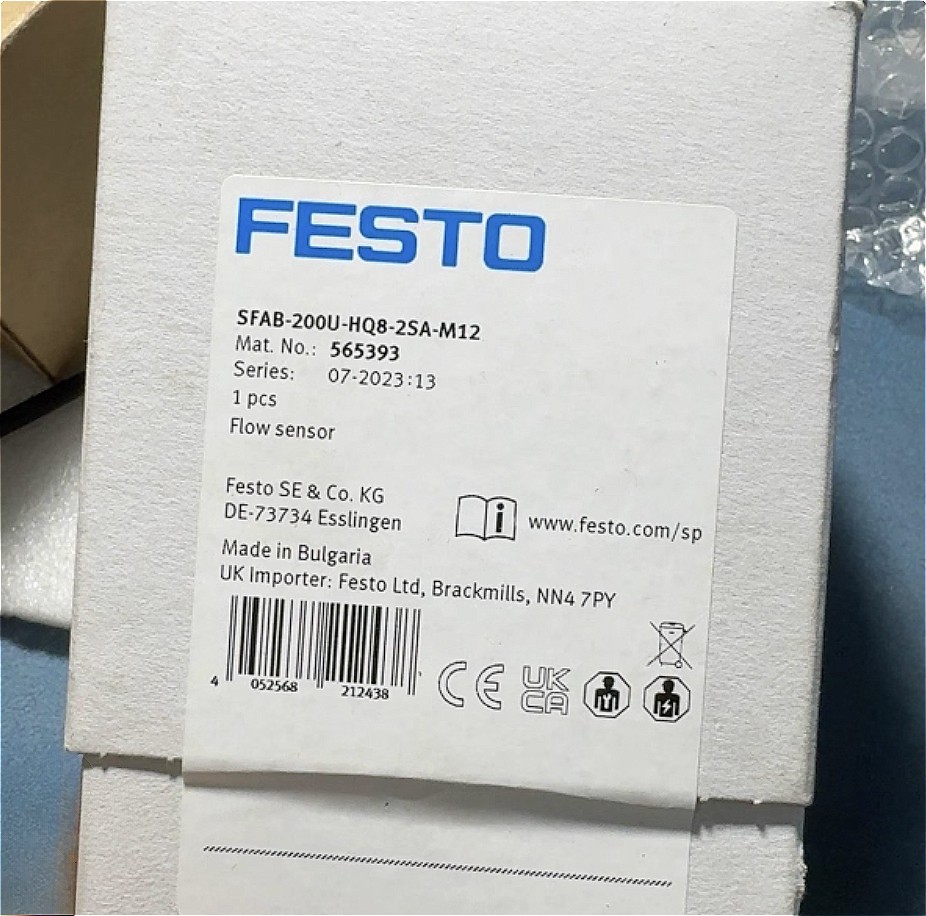 FESTO
SFAB-200U-HQ8-2SA-M12
Mat. No.: 565393
Series: 07-2023:13
1 pcs
Flow sensor
Festo SE & Co. KG
DE-73734 Esslingen
www.festo.com/sp
Made in Bulgaria
UK Importer: Festo Ltd, Brackmills, NN4 7PY
4 052568 212438
CE UK
CA